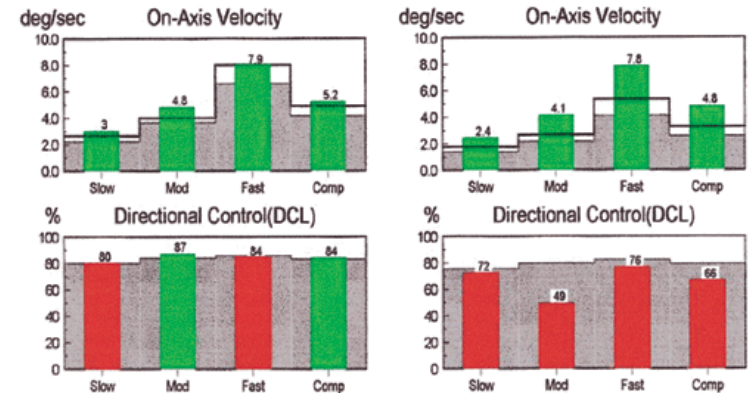 deg/sec On-Axis Velocity
10.0
8.0
6.0
4.0
2.0
0.0
3 4.8 7.9 5.2
Slow Mod Fast Comp
% Directional Control(DCL)
100
80
60
40
20
0
80 87 84 84
Slow Mod Fast Comp
deg/sec On-Axis Velocity
10.0
8.0
6.0
4.0
2.0
0.0
2.4 4.1 7.8 4.8
Slow Mod Fast Comp
% Directional Control(DCL)
100
80
60
40
20
0
72 49 76 66
Slow Mod Fast Comp